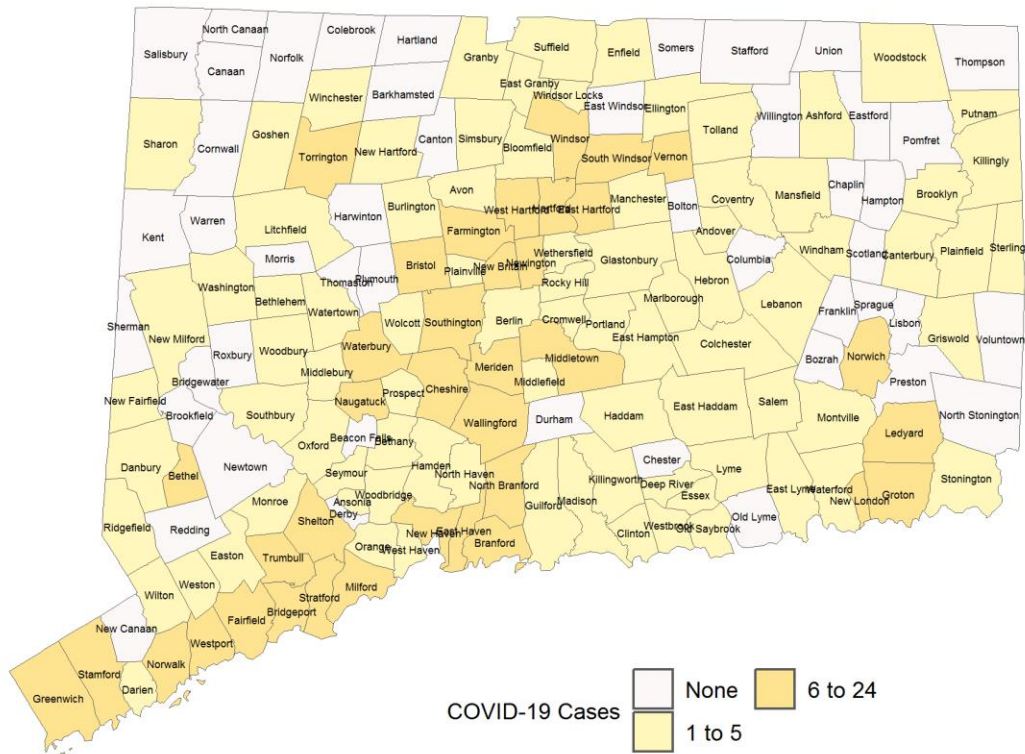 North Canaan
Colebrook
Hartland
Salisbury
Canaan
Norfolk
Granby
Suffield
Enfield
Somers
Stafford
Union
Woodstock
Thompson
East Granby
Winchester
Barkhamsted
Windsor Locks
East Windsor
Ellington
Willington
Ashford
Eastford
Putnam
Sharon
Cornwall
Goshen
Torrington
New Hartford
Canton
Simsbury
Bloomfield
Windsor
South Windsor
Vernon
Tolland
Pomfret
Killingly
Avon
Manchester
Chaplin
Hampton
Brooklyn
Mansfield
Coventry
Bolton
Burlington
West Hartford
Hartford
East Hartford
Kent
Warren
Litchfield
Harwinton
Farmington
Wethersfield
Andover
Windham
Scotland
Canterbury
Plainfield
Sterling
Morris
Bristol
Plainville
New Britain
Newington
Glastonbury
Columbia
Thomaston
Plymouth
Rocky Hill
Hebron
Washington
Bethlehem
Watertown
Marlborough
Lebanon
Sherman
New Milford
Wolcott
Southington
Berlin
Cromwell
Portland
East Hampton
Franklin
Sprague
Lisbon
Griswold
Voluntown
Roxbury
Woodbury
Waterbury
Colchester
Bozrah
Norwich
Middlebury
Meriden
Middletown
Bridgewater
Middlefield
Preston
New Fairfield
Brookfield
Southbury
Naugatuck
Prospect
Cheshire
Wallingford
Durham
Haddam
East Haddam
Salem
Montville
North Stonington
Beacon Falls
Bethany
Oxford
Ledyard
Danbury
Bethel
Newtown
Seymour
Hamden
North Haven
North Branford
Chester
Lyme
Killingworth
Deep River
Essex
East Lyme
Waterford
New London
Groton
Stonington
Woodbridge
Ansonia
Derby
Monroe
Guilford
Madison
Ridgefield
Redding
Shelton
Orange
West Haven
New Haven
East Haven
Branford
Clinton
Westbrook
Old Saybrook
Old Lyme
Easton
Trumbull
Milford
Weston
Wilton
Stratford
Bridgeport
Fairfield
New Canaan
Westport
Norwalk
Stamford
Darien
Greenwich
COVID-19 Cases
None
6 to 24
1 to 5